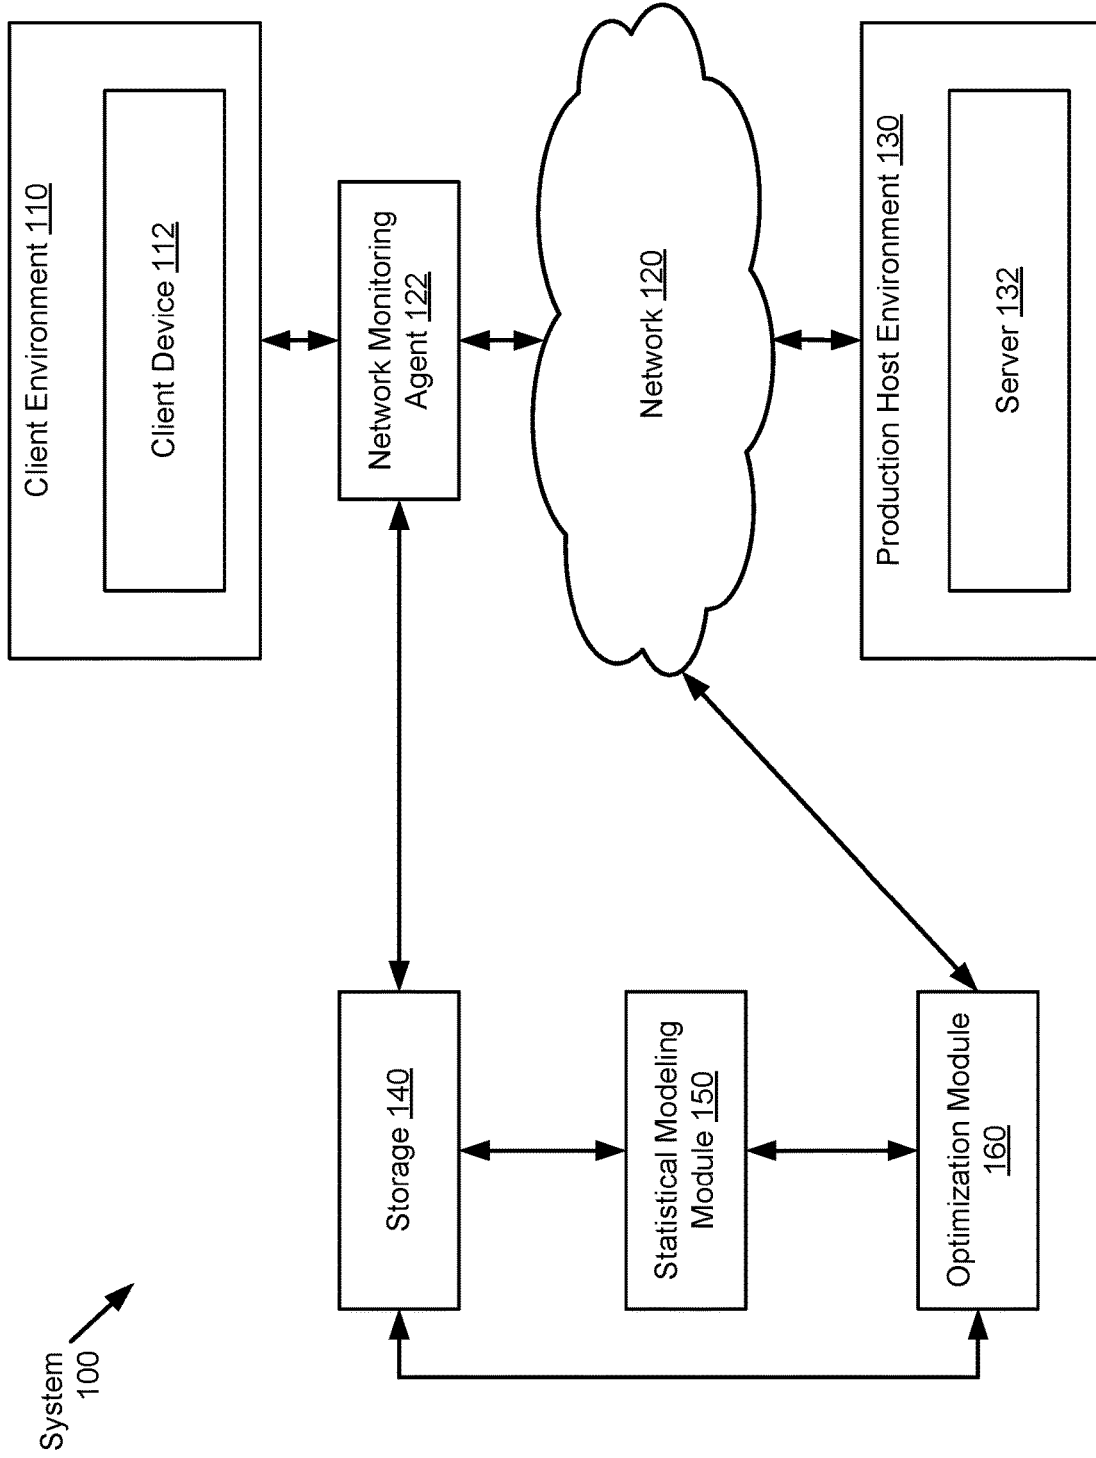 System
100
Client Environment 110
Client Device 112
Storage 140
Network Monitoring
Agent 122
Statistical Modeling
Module 150
Network 120
Optimization Module
160
Production Host Environment 130
Server 132